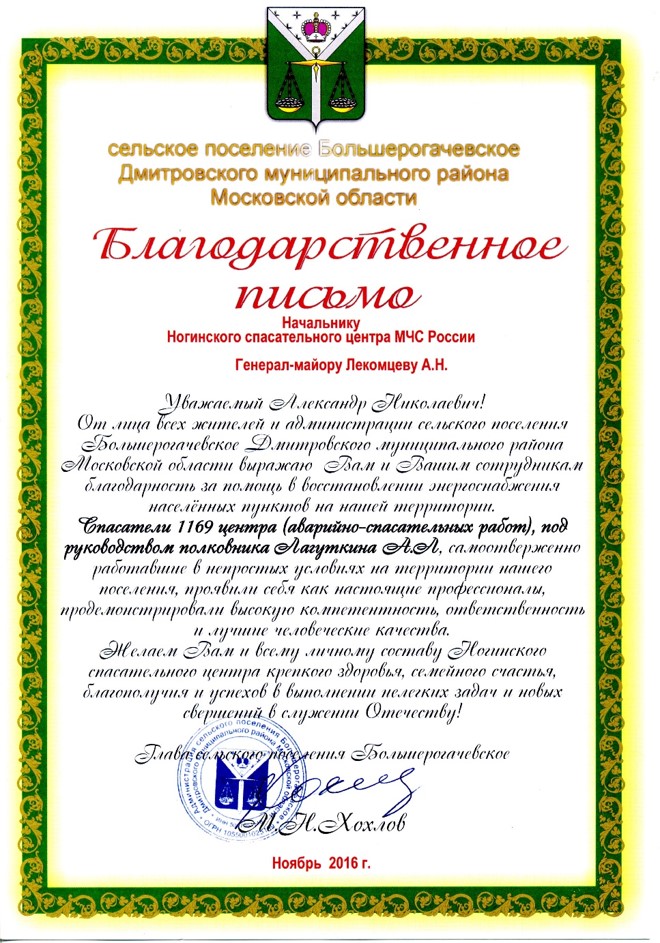 сельское поселение Большерогачевское
Дмитровского муниципального района
Московской области
Благодарственное
письмо
Начальнику
Ногинского спасательного центра МЧС России
Генерал-майору Лекомцеву А.Н.
Уважаемый Александр Николаевич!
От лица всех жителей и администрации сельского поселения
Большерогачевское Дмитровского муниципального района
Московской области выражаю Вам и Вашим сотрудникам
благодарность за помощь в восстановлении энергоснабжения
населённых пунктов на нашей территории.
Спасатели 1169 центра (аварийно-спасательных работ), под
руководством полковника Лагуткина А.Л, самоотверженно
работавшие в непростых условиях на территории нашего
поселения, проявили себя как настоящие профессионалы,
продемонстрировали высокую компетентность, ответственность
и лучшие человеческие качества.
Желаем Вам и всему личному составу Ногинского
спасательного центра крепкого здоровья, семейного счастья,
благополучия и успехов в выполнении нелегких задач и новых
свершений в служении Отечеству!
Глава сельского поселения Большерогачевское
Администрация сельского поселения Большерогачевское
Дмитровского муниципального района Московской области
М.Н.Хохлов
Ноябрь 2016 г.